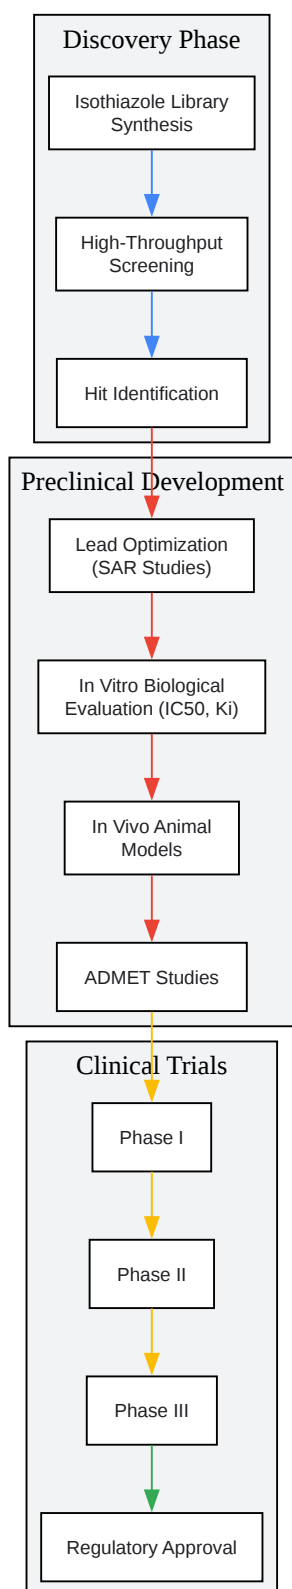 Discovery Phase
Isothiazole Library
Synthesis
High-Throughput
Screening
Hit Identification
Preclinical Development
Lead Optimization
(SAR Studies)
In Vitro Biological
Evaluation (IC50, Ki)
In Vivo Animal
Models
ADMET Studies
Clinical Trials
Phase I
Phase II
Phase III
Regulatory Approval